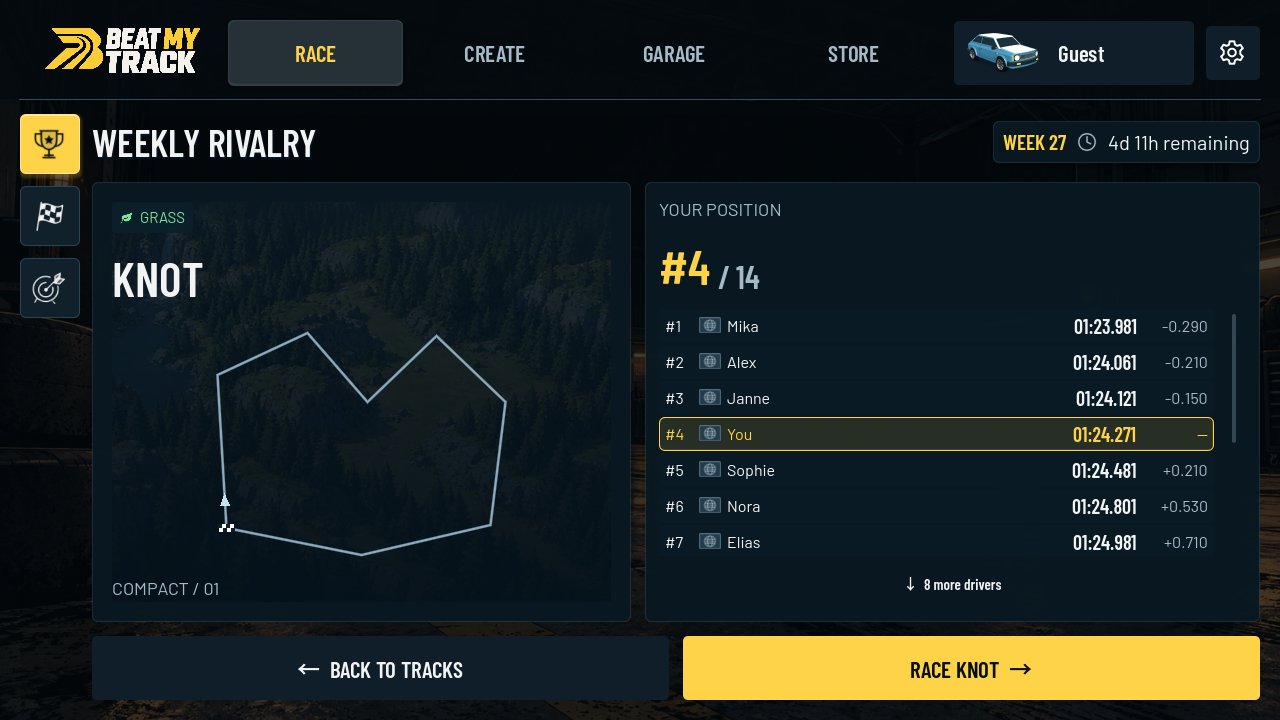 BEAT MY TRACK
RACE
CREATE
GARAGE
STORE
Guest
WEEKLY RIVALRY
WEEK 27 4d 11h remaining
GRASS
KNOT
COMPACT / 01
YOUR POSITION
#4 / 14
#1 Mika 01:23.981 -0.290
#2 Alex 01:24.061 -0.210
#3 Janne 01:24.121 -0.150
#4 You 01:24.271 —
#5 Sophie 01:24.481 +0.210
#6 Nora 01:24.801 +0.530
#7 Elias 01:24.981 +0.710
↓ 8 more drivers
← BACK TO TRACKS
RACE KNOT →